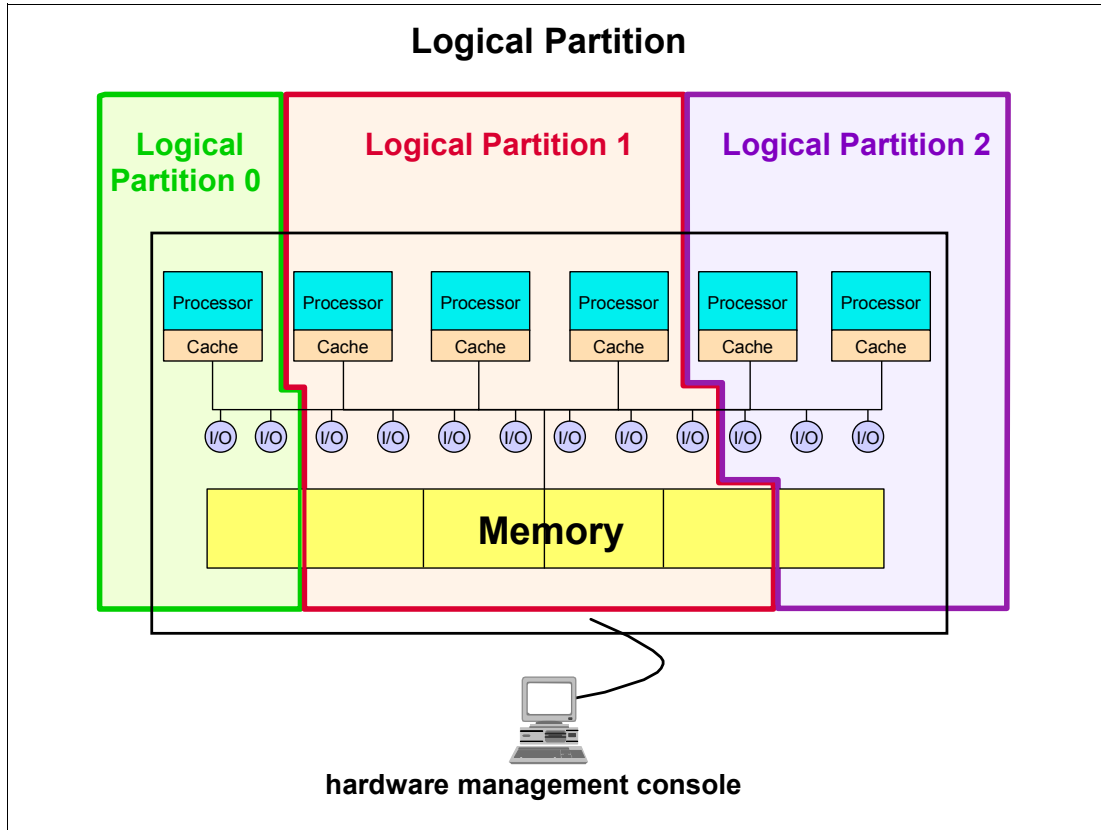 Logical Partition
Logical
Partition 0
Logical Partition 1
Logical Partition 2
Processor
Processor
Processor
Processor
Processor
Processor
Cache
Cache
Cache
Cache
Cache
Cache
I/O
I/O
I/O
I/O
I/O
I/O
I/O
I/O
I/O
I/O
I/O
I/O
Memory
hardware management console